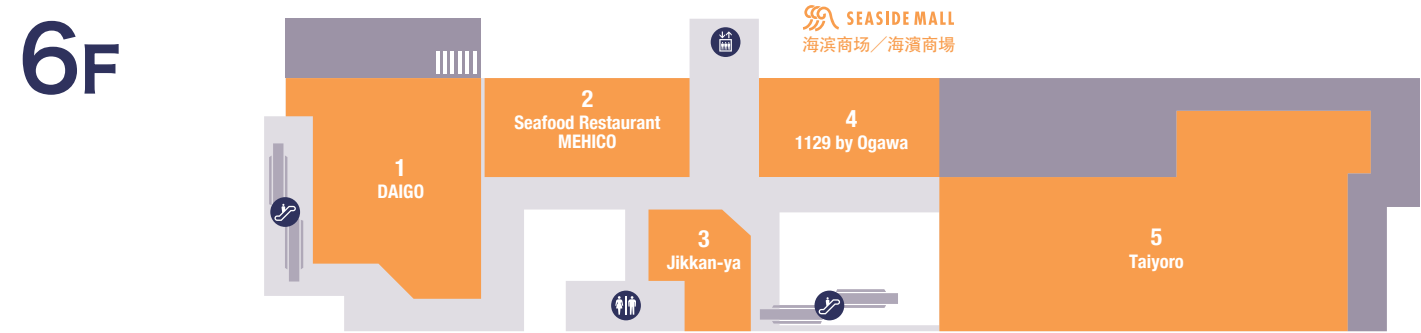 6F
SEASIDE MALL
海滨商场／海濱商場
1
DAIGO
2
Seafood Restaurant
MEHICO
4
1129 by Ogawa
3
Jikkan-ya
5
Taiyoro